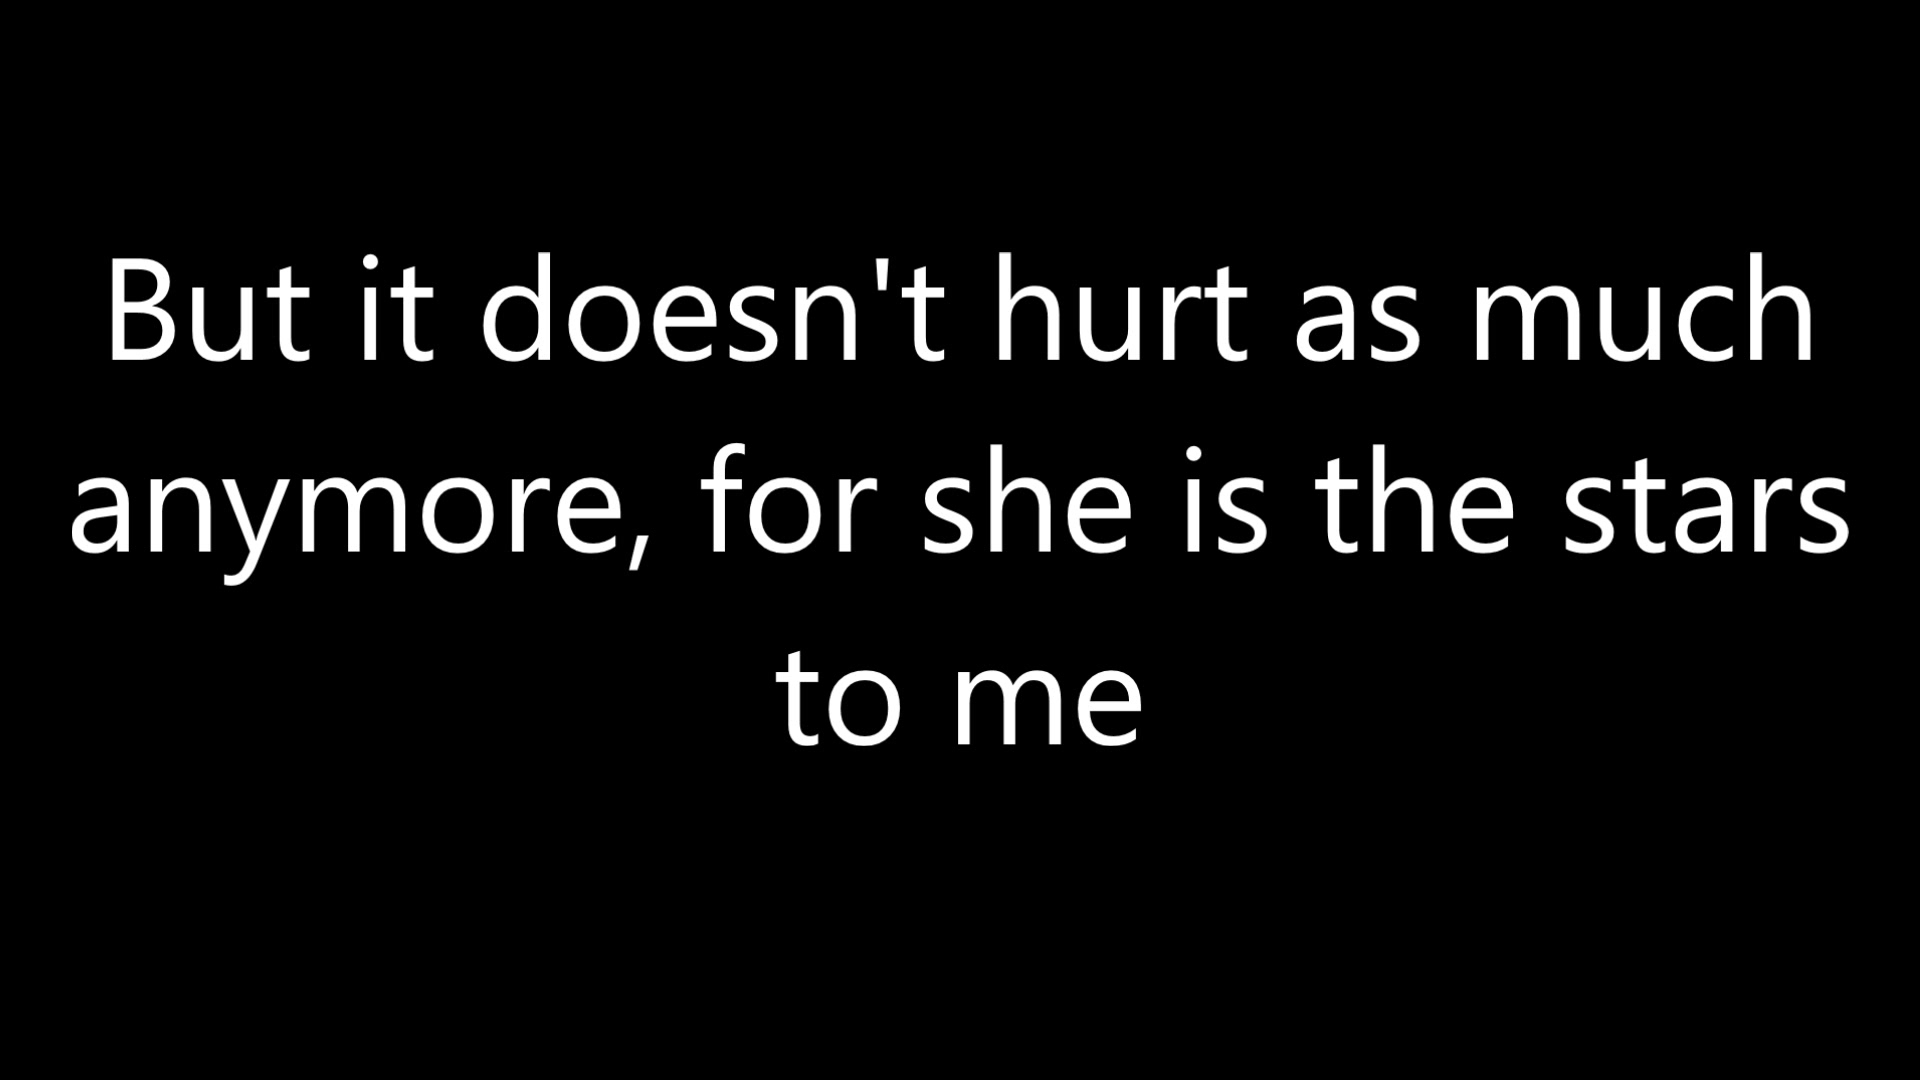 But it doesn't hurt as much
anymore, for she is the stars
to me